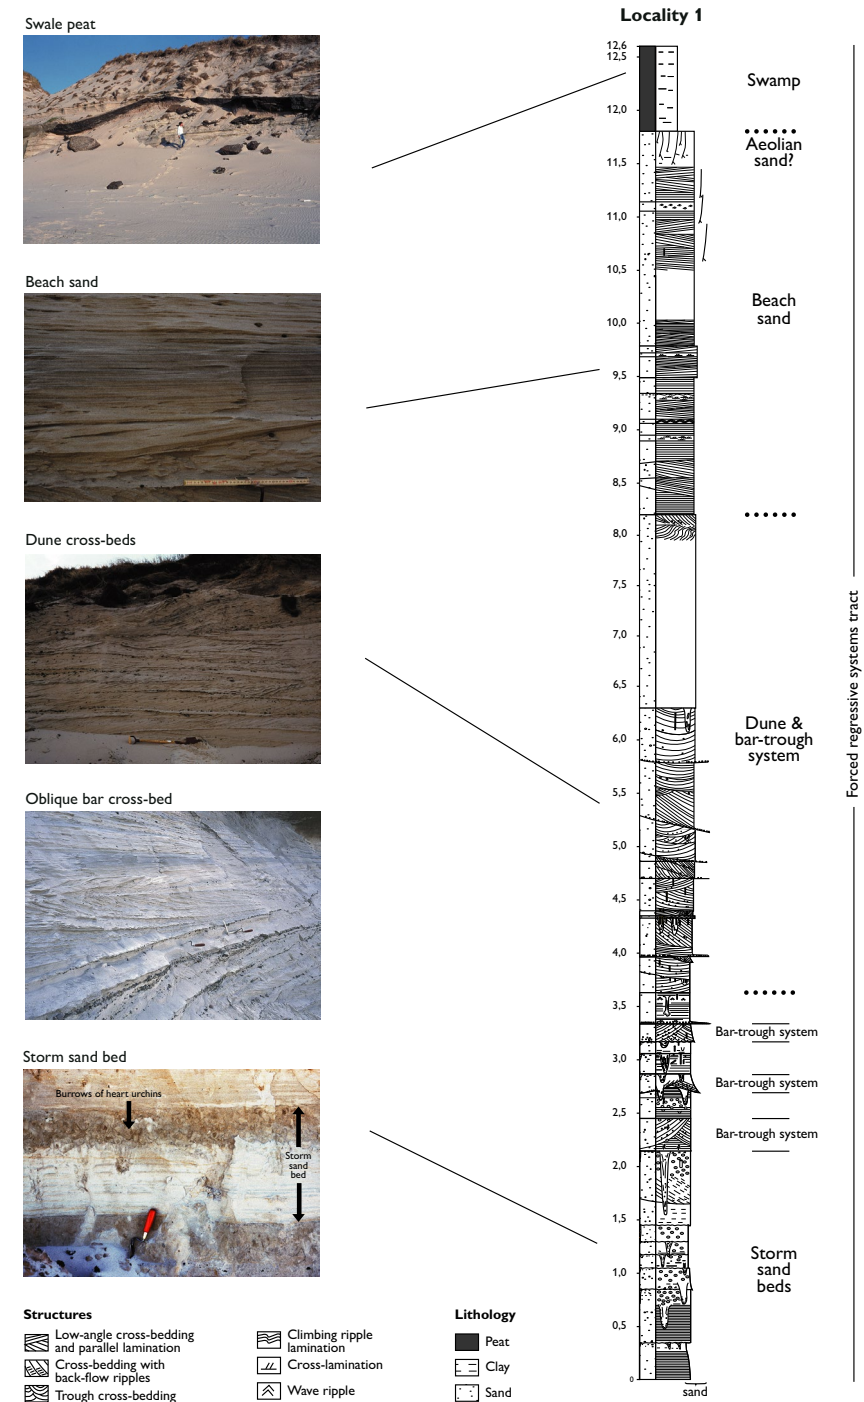 Locality 1
Swale peat
Beach sand
Dune cross-beds
Oblique bar cross-bed
Storm sand bed
Burrows of heart urchins
Storm
sand
bed
12,6
12,5
12,0
11,5
11,0
10,5
10,0
9,5
9,0
8,5
8,0
7,5
7,0
6,5
6,0
5,5
5,0
4,5
4,0
3,5
3,0
2,5
2,0
1,5
1,0
0,5
0
sand
Swamp
Aeolian
sand?
Beach
sand
Dune &
bar-trough
system
Bar-trough system
Bar-trough system
Bar-trough system
Storm
sand
beds
Forced regressive systems tract
Structures
Low-angle cross-bedding
and parallel lamination
Cross-bedding with
back-flow ripples
Trough cross-bedding
Climbing ripple
lamination
Cross-lamination
Wave ripple
Lithology
Peat
Clay
Sand